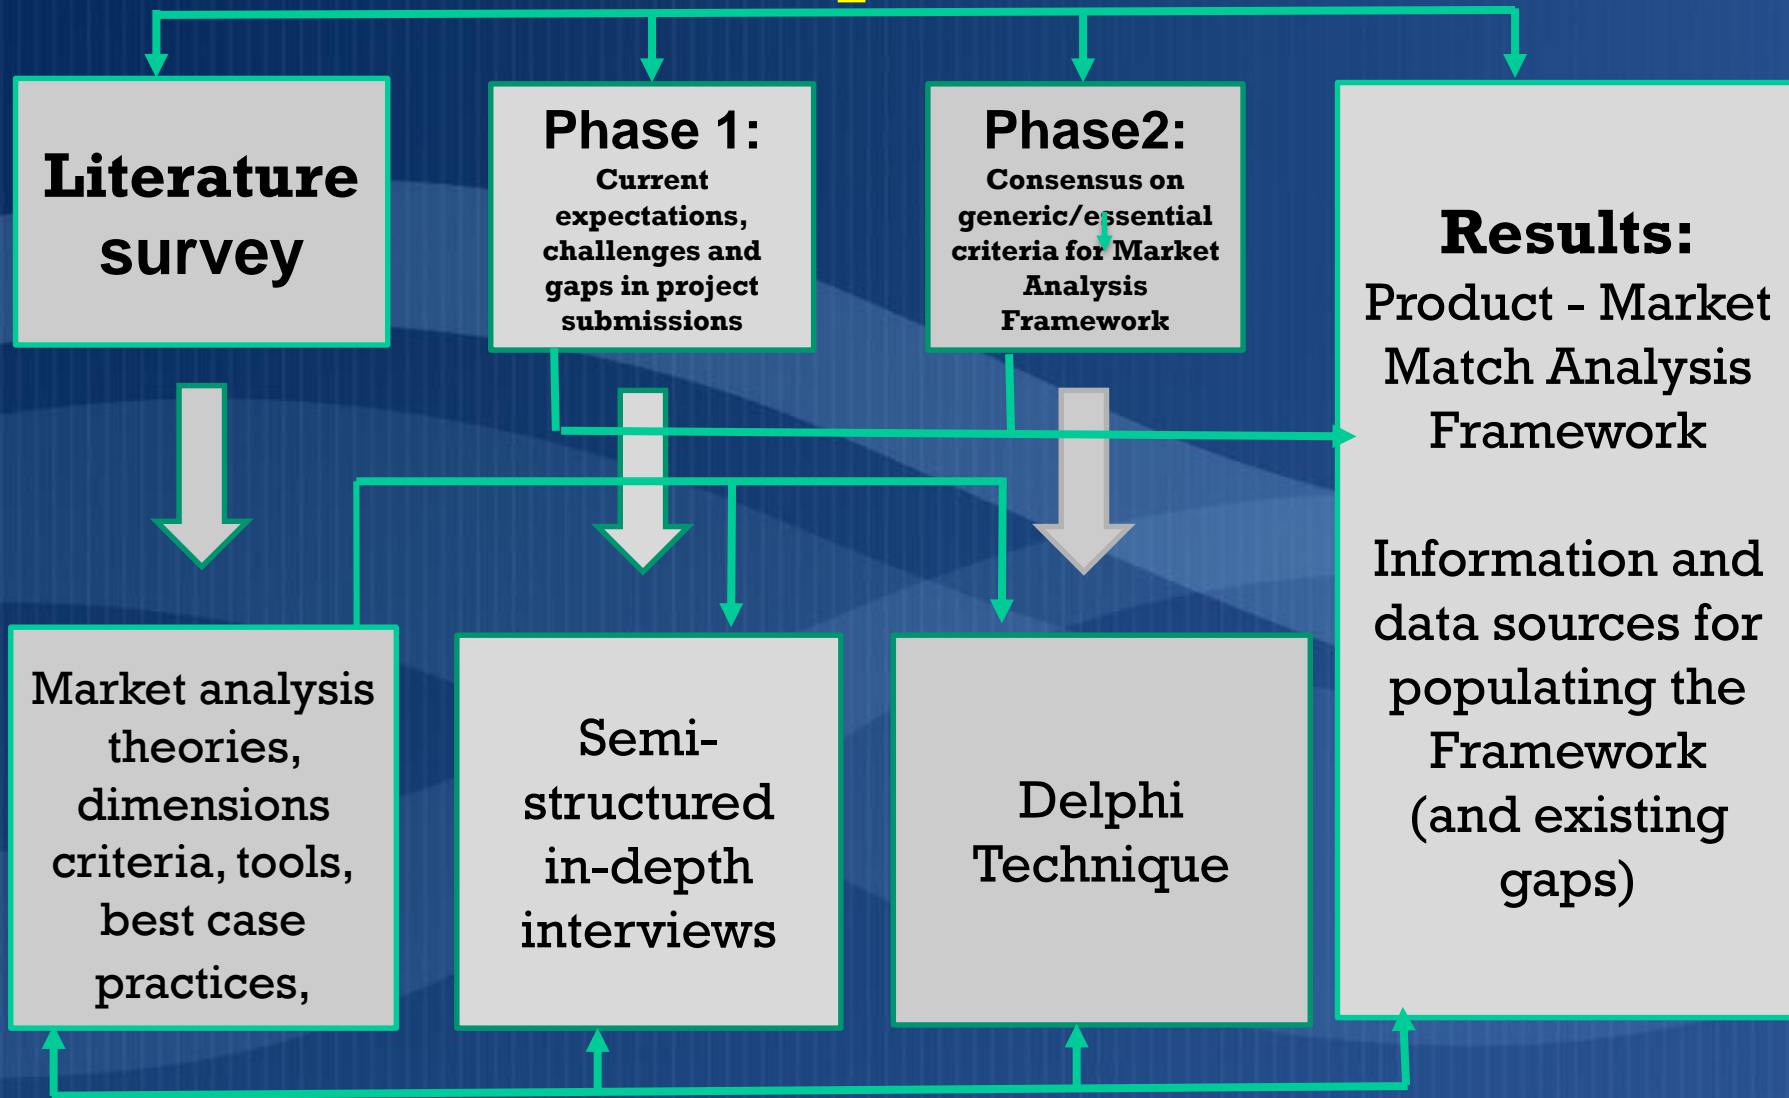 Literature
survey
Phase 1:
Current
expectations,
challenges and
gaps in project
submissions
Phase2:
Consensus on
generic/essential
criteria for Market
Analysis
Framework
Results:
Product - Market
Match Analysis
Framework
Information and
data sources for
populating the
Framework
(and existing
gaps)
Market analysis
theories,
dimensions
criteria, tools,
best case
practices,
Semi-
structured
in-depth
interviews
Delphi
Technique